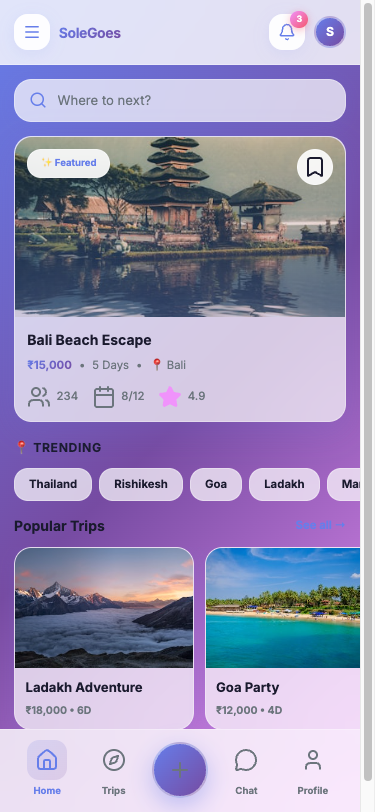 SoleGoes
3
S
Where to next?
✨ Featured
Bali Beach Escape
₹15,000 • 5 Days • 📍 Bali
234 8/12 4.9
📍 TRENDING
Thailand Rishikesh Goa Ladakh
Popular Trips See all →
Ladakh Adventure Goa Party
₹18,000 • 6D ₹12,000 • 4D
Home Trips Chat Profile